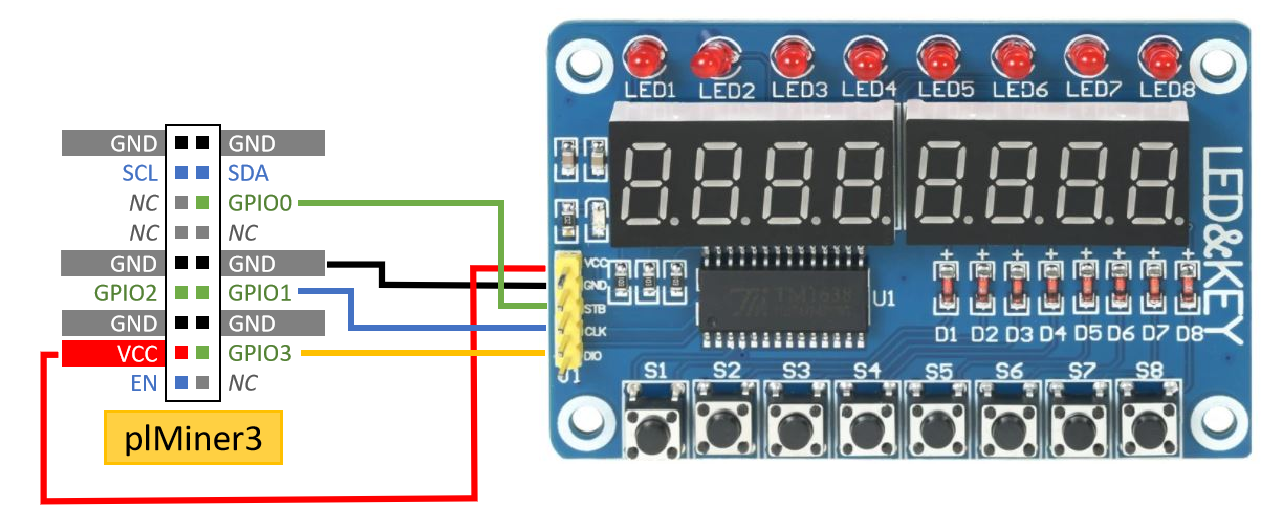 GND GND
SCL SDA
NC GPIO0
NC NC
GND GND
GPIO2 GPIO1
GND GND
VCC GPIO3
EN NC
plMiner3
LED1 LED2 LED3 LED4 LED5 LED6 LED7 LED8
LED&KEY
VCC
GND
STB
CLK
DIO
TM1638
U1
D1 D2 D3 D4 D5 D6 D7 D8
J1
S1 S2 S3 S4 S5 S6 S7 S8